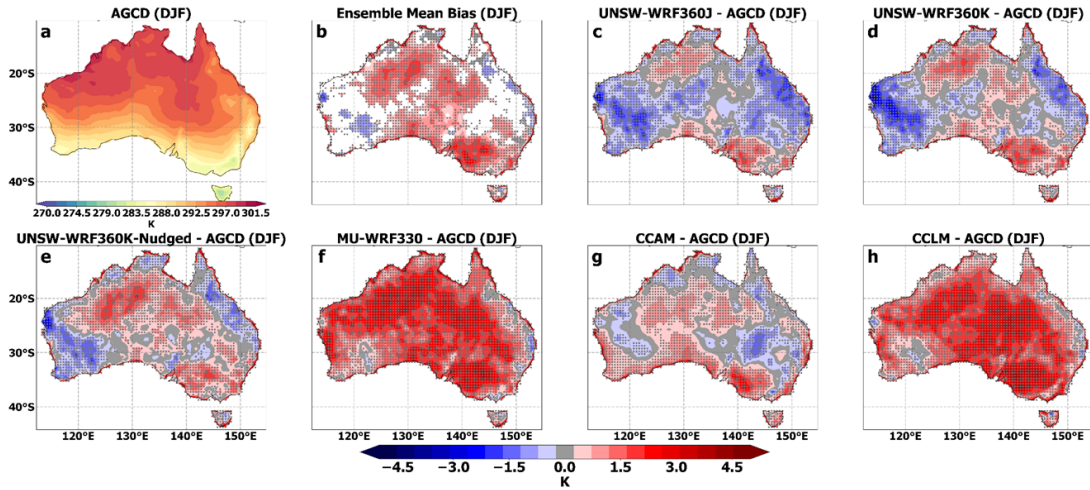 AGCD (DJF)
Ensemble Mean Bias (DJF)
UNSW-WRF360J - AGCD (DJF)
UNSW-WRF360K - AGCD (DJF)
a
b
c
d
20°S
30°S
40°S
270.0 274.5 279.0 283.5 288.0 292.5 297.0 301.5
K
UNSW-WRF360K-Nudged - AGCD (DJF)
MU-WRF330 - AGCD (DJF)
CCAM - AGCD (DJF)
CCLM - AGCD (DJF)
e
f
g
h
20°S
30°S
40°S
120°E 130°E 140°E 150°E
120°E 130°E 140°E 150°E
120°E 130°E 140°E 150°E
120°E 130°E 140°E 150°E
−4.5 −3.0 −1.5 0.0 1.5 3.0 4.5
K